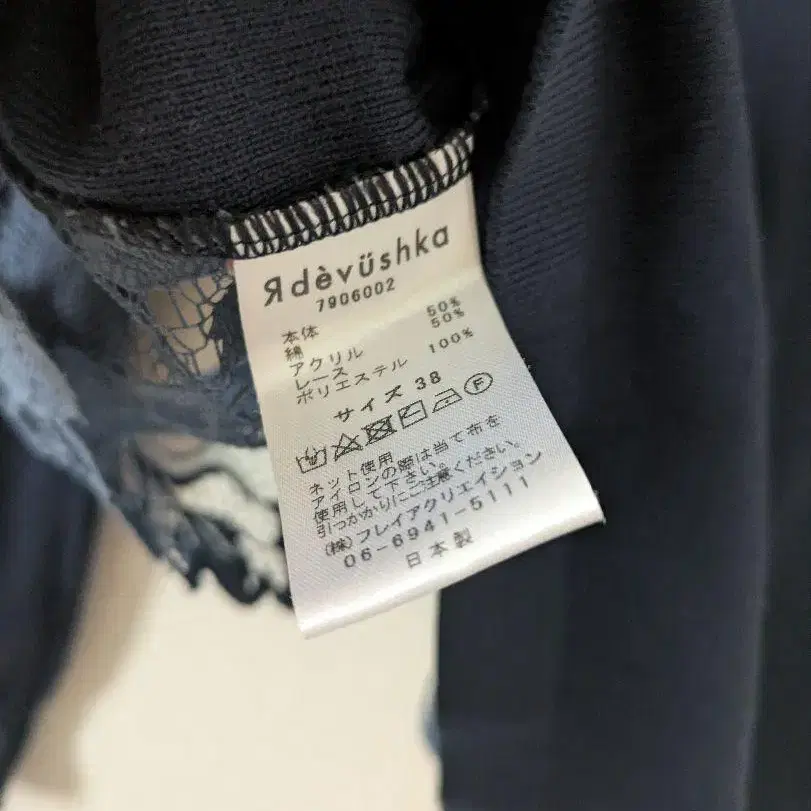 Яdèvüshka
7906002
本体
綿 50%
アクリル 50%
レース
ポリエステル 100%
サイズ 38
F
ネット使用
アイロンの際は当て布を
使用して下さい。
引っかかりにご注意ください。
(株)フレイアクリエイション
06-6941-5111
日本製